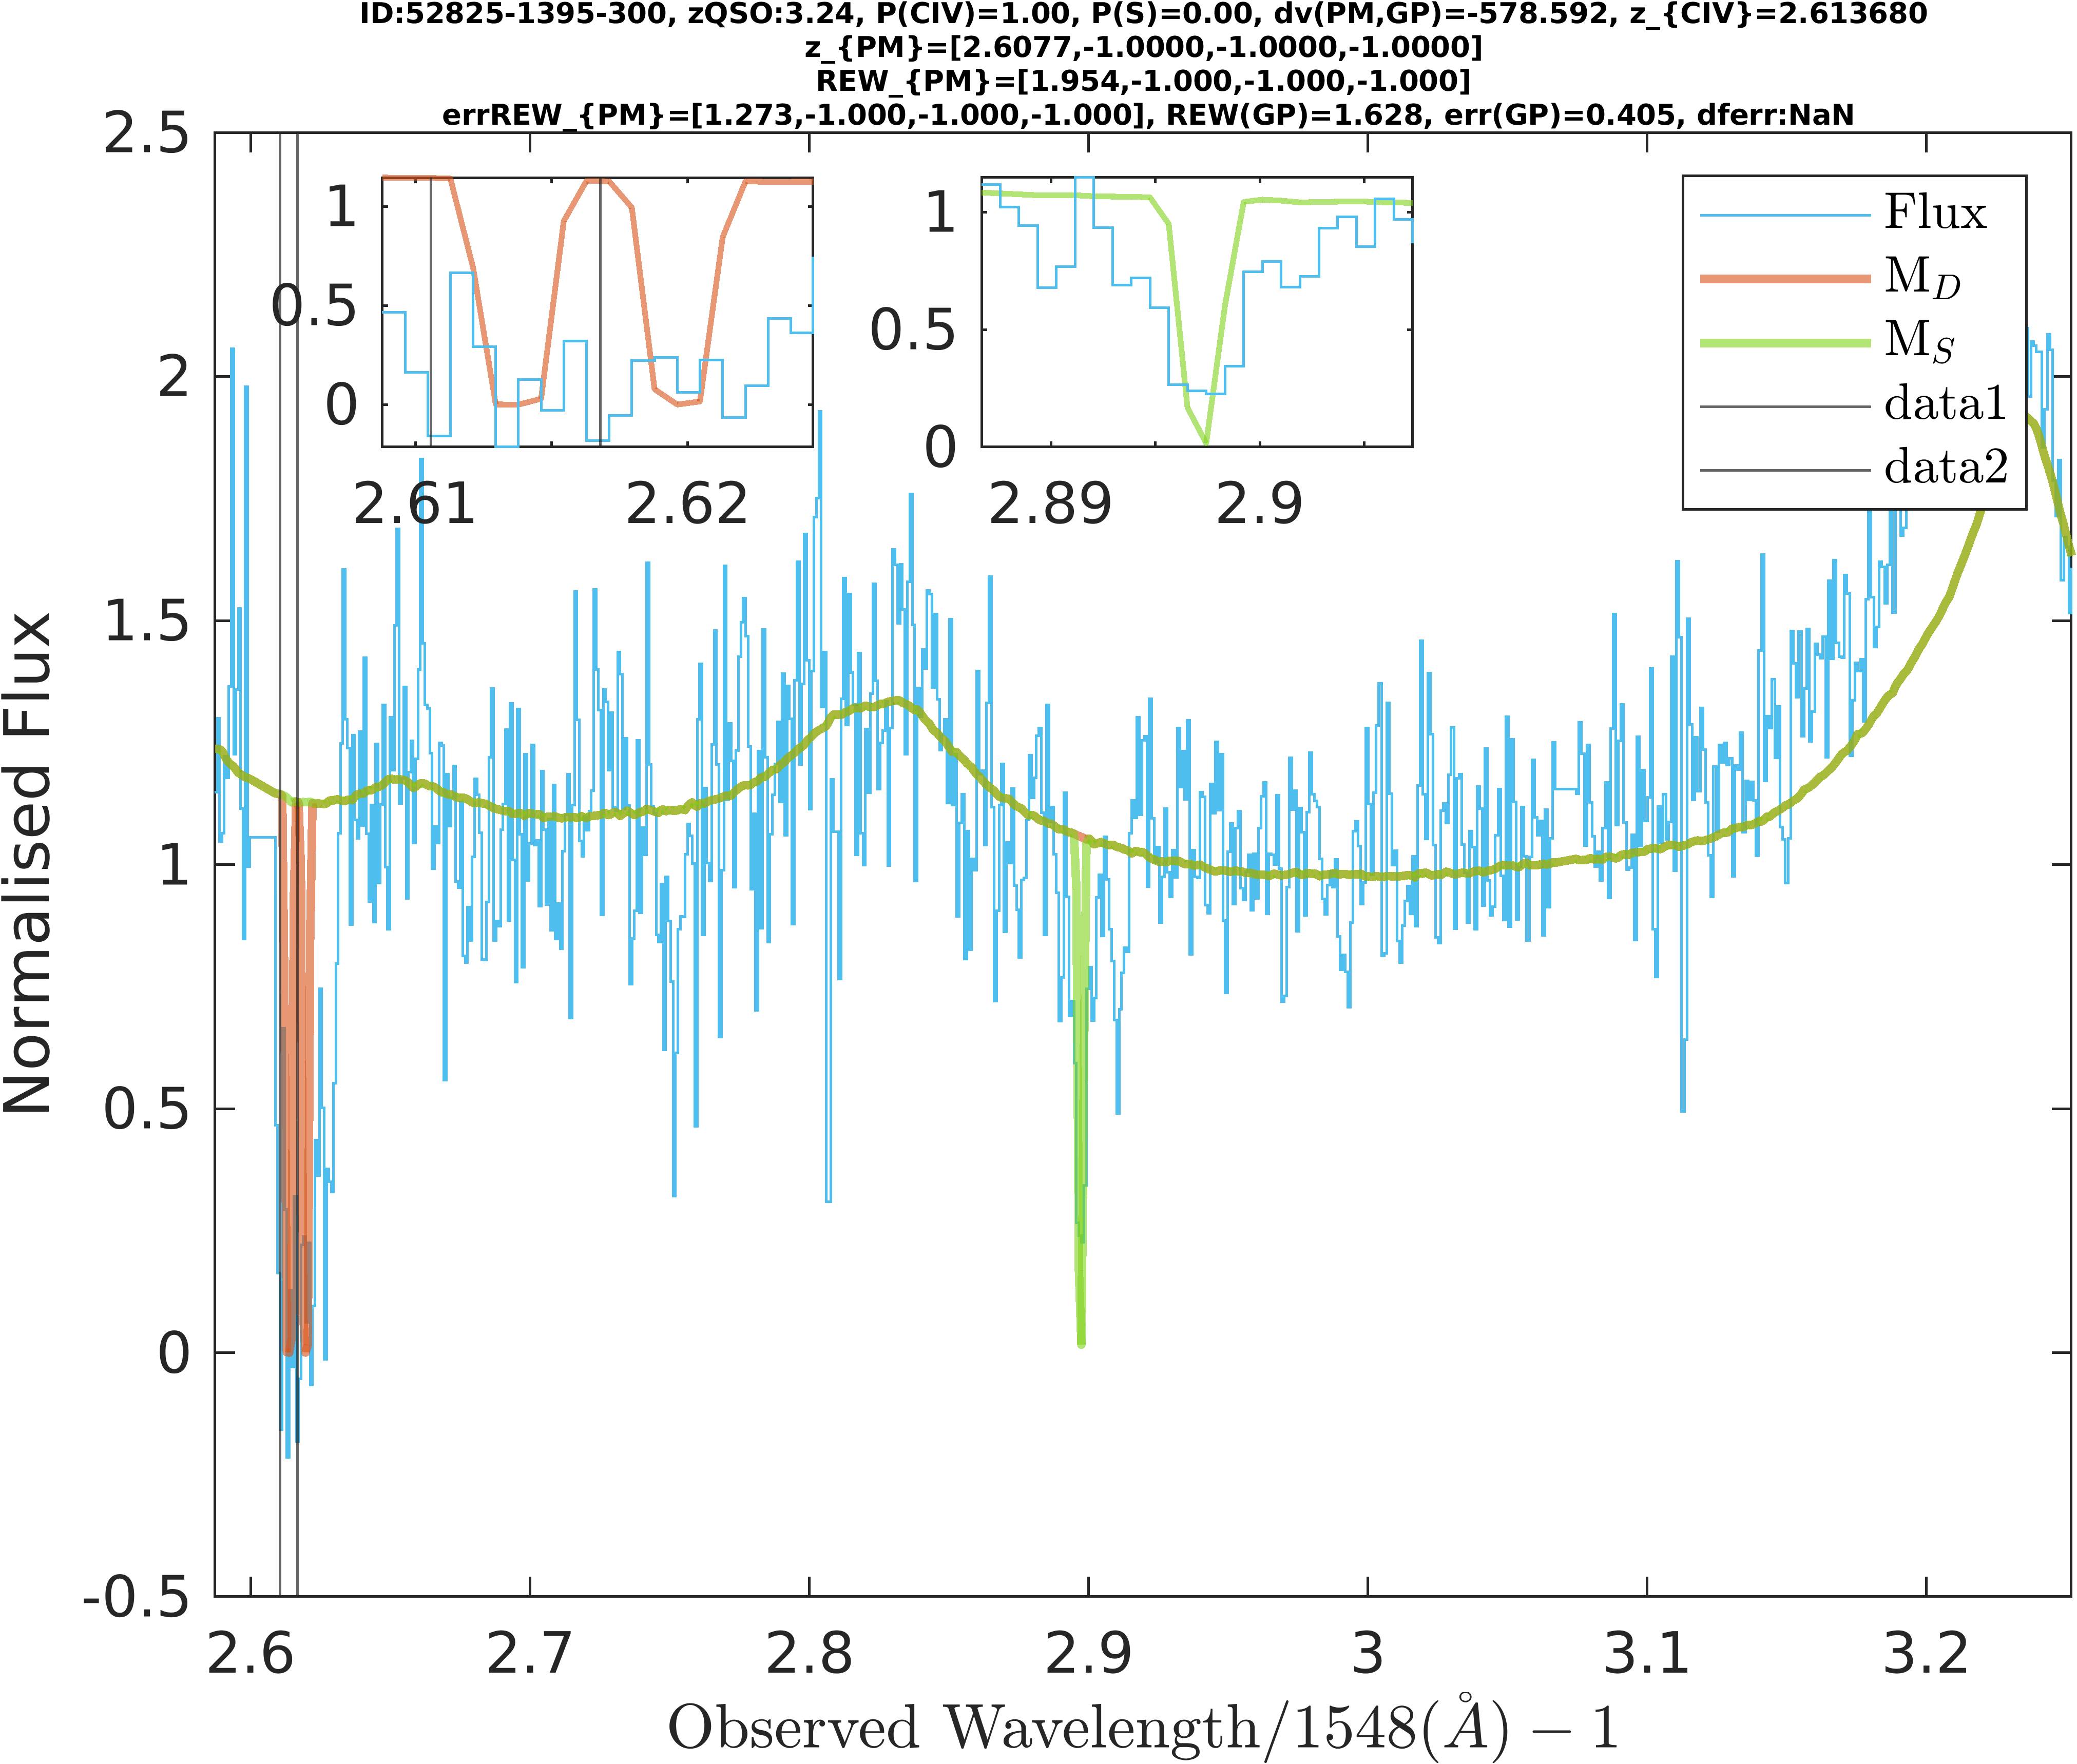 ID:52825-1395-300, zQSO:3.24, P(CIV)=1.00, P(S)=0.00, dv(PM,GP)=-578.592, z_{CIV}=2.613680
z_{PM}=[2.6077,-1.0000,-1.0000,-1.0000]
REW_{PM}=[1.954,-1.000,-1.000,-1.000]
errREW_{PM}=[1.273,-1.000,-1.000,-1.000], REW(GP)=1.628, err(GP)=0.405, dferr:NaN
2.5
2
1.5
1
0.5
0
-0.5
Normalised Flux
1
0.5
0
2.61 2.62
1
0.5
0
2.89 2.9
Flux
M_D
M_S
data1
data2
2.6 2.7 2.8 2.9 3 3.1 3.2
Observed Wavelength/1548(Å) − 1